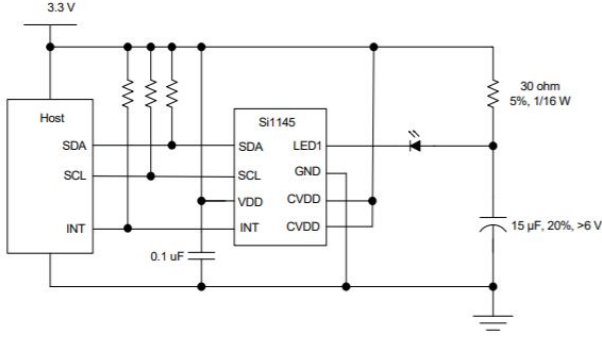 3.3 V
30 ohm
5%, 1/16 W
Host
Si1145
SDA
SDA
LED1
SCL
SCL
GND
VDD
CVDD
INT
INT
CVDD
15 µF, 20%, >6 V
0.1 uF